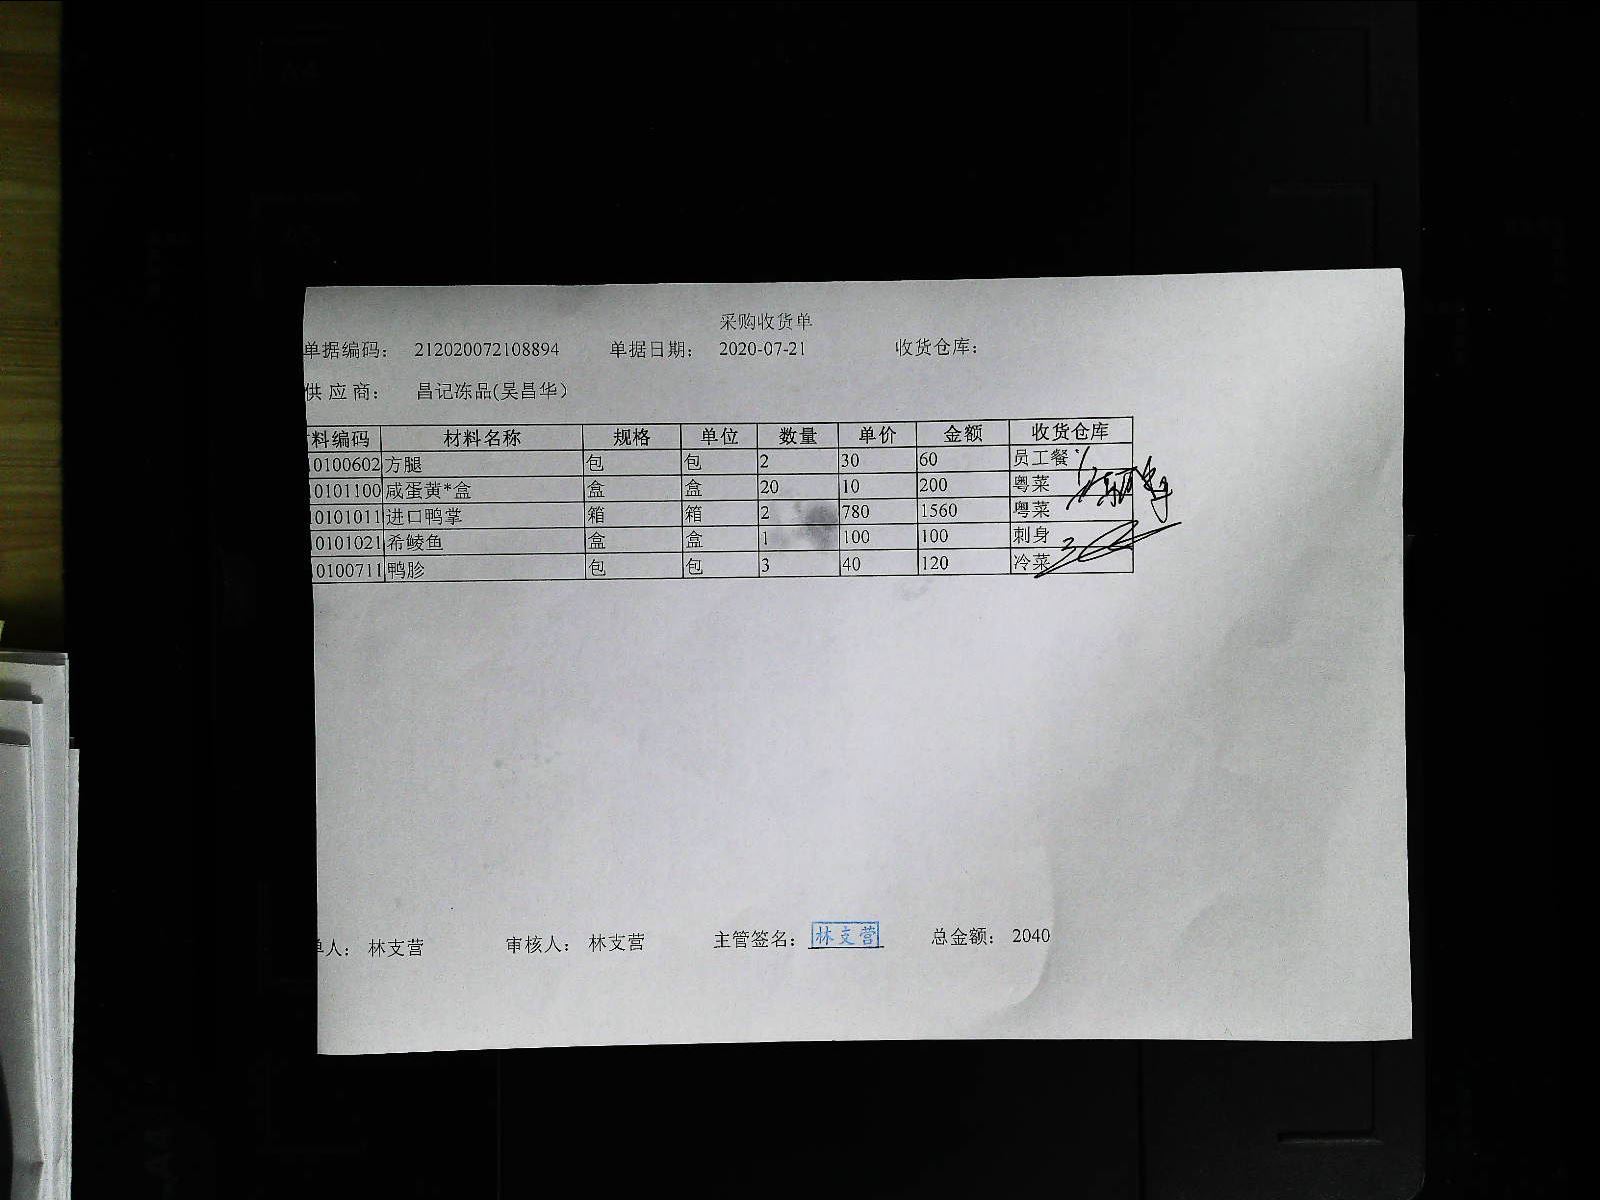 采购收货单
单据编码： 212020072108894 单据日期： 2020-07-21 收货仓库：
供 应 商： 昌记冻品(吴昌华）
料编码 材料名称 规格 单位 数量 单价 金额 收货仓库
0100602 方腿 包 包 2 30 60 员工餐
0101100 咸蛋黄*盒 盒 盒 20 10 200 粤菜
0101011 进口鸭掌 箱 箱 2 780 1560 粤菜
0101021 希鲮鱼 盒 盒 1 100 100 刺身
0100711 鸭胗 包 包 3 40 120 冷菜
单人： 林支营 审核人： 林支营 主管签名： 林支营 总金额： 2040